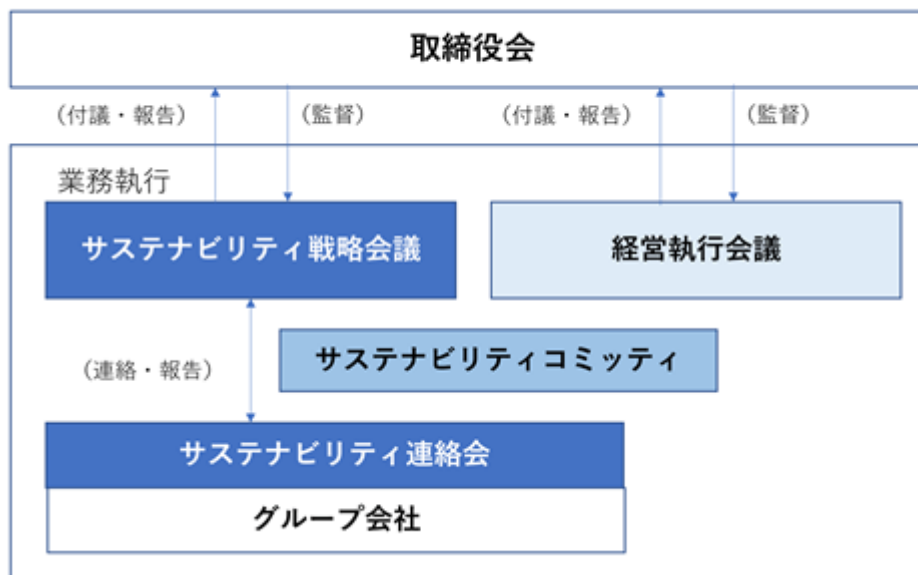 取締役会
（付議・報告）
（監督）
（付議・報告）
（監督）
業務執行
サステナビリティ戦略会議
経営執行会議
サステナビリティコミッティ
（連絡・報告）
サステナビリティ連絡会
グループ会社